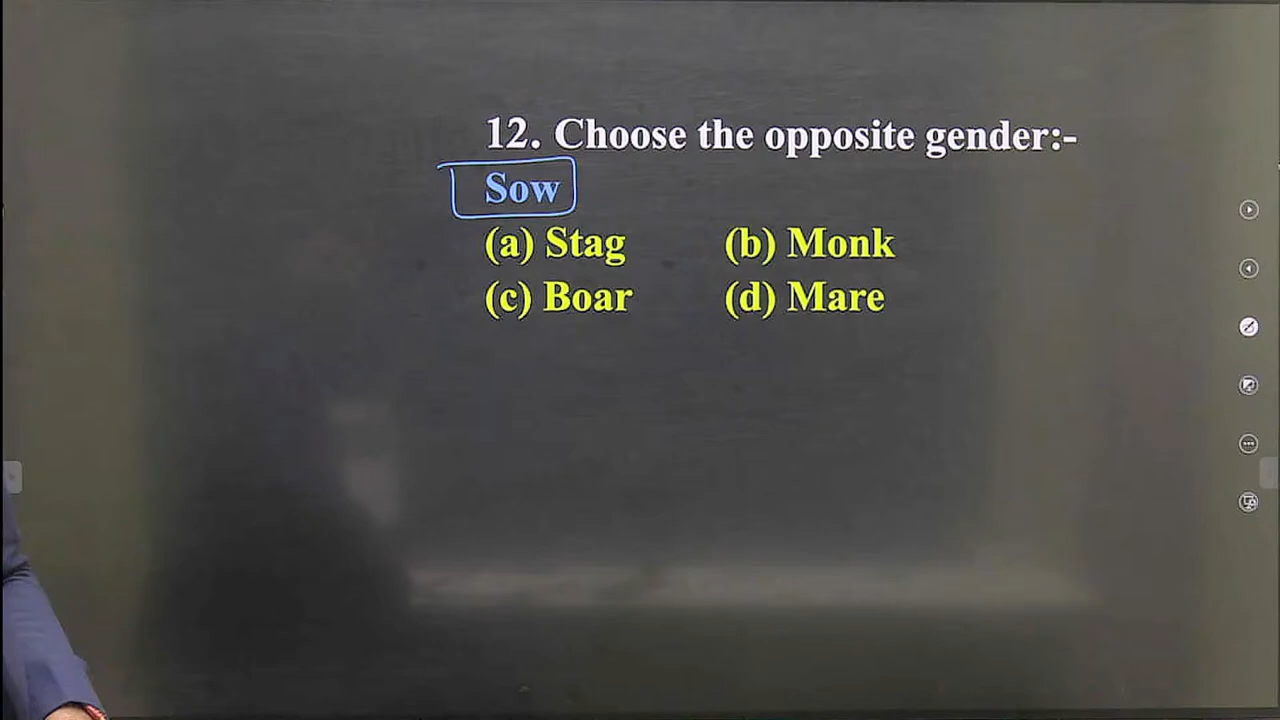 12. Choose the opposite gender:-
Sow
(a) Stag (b) Monk
(c) Boar (d) Mare